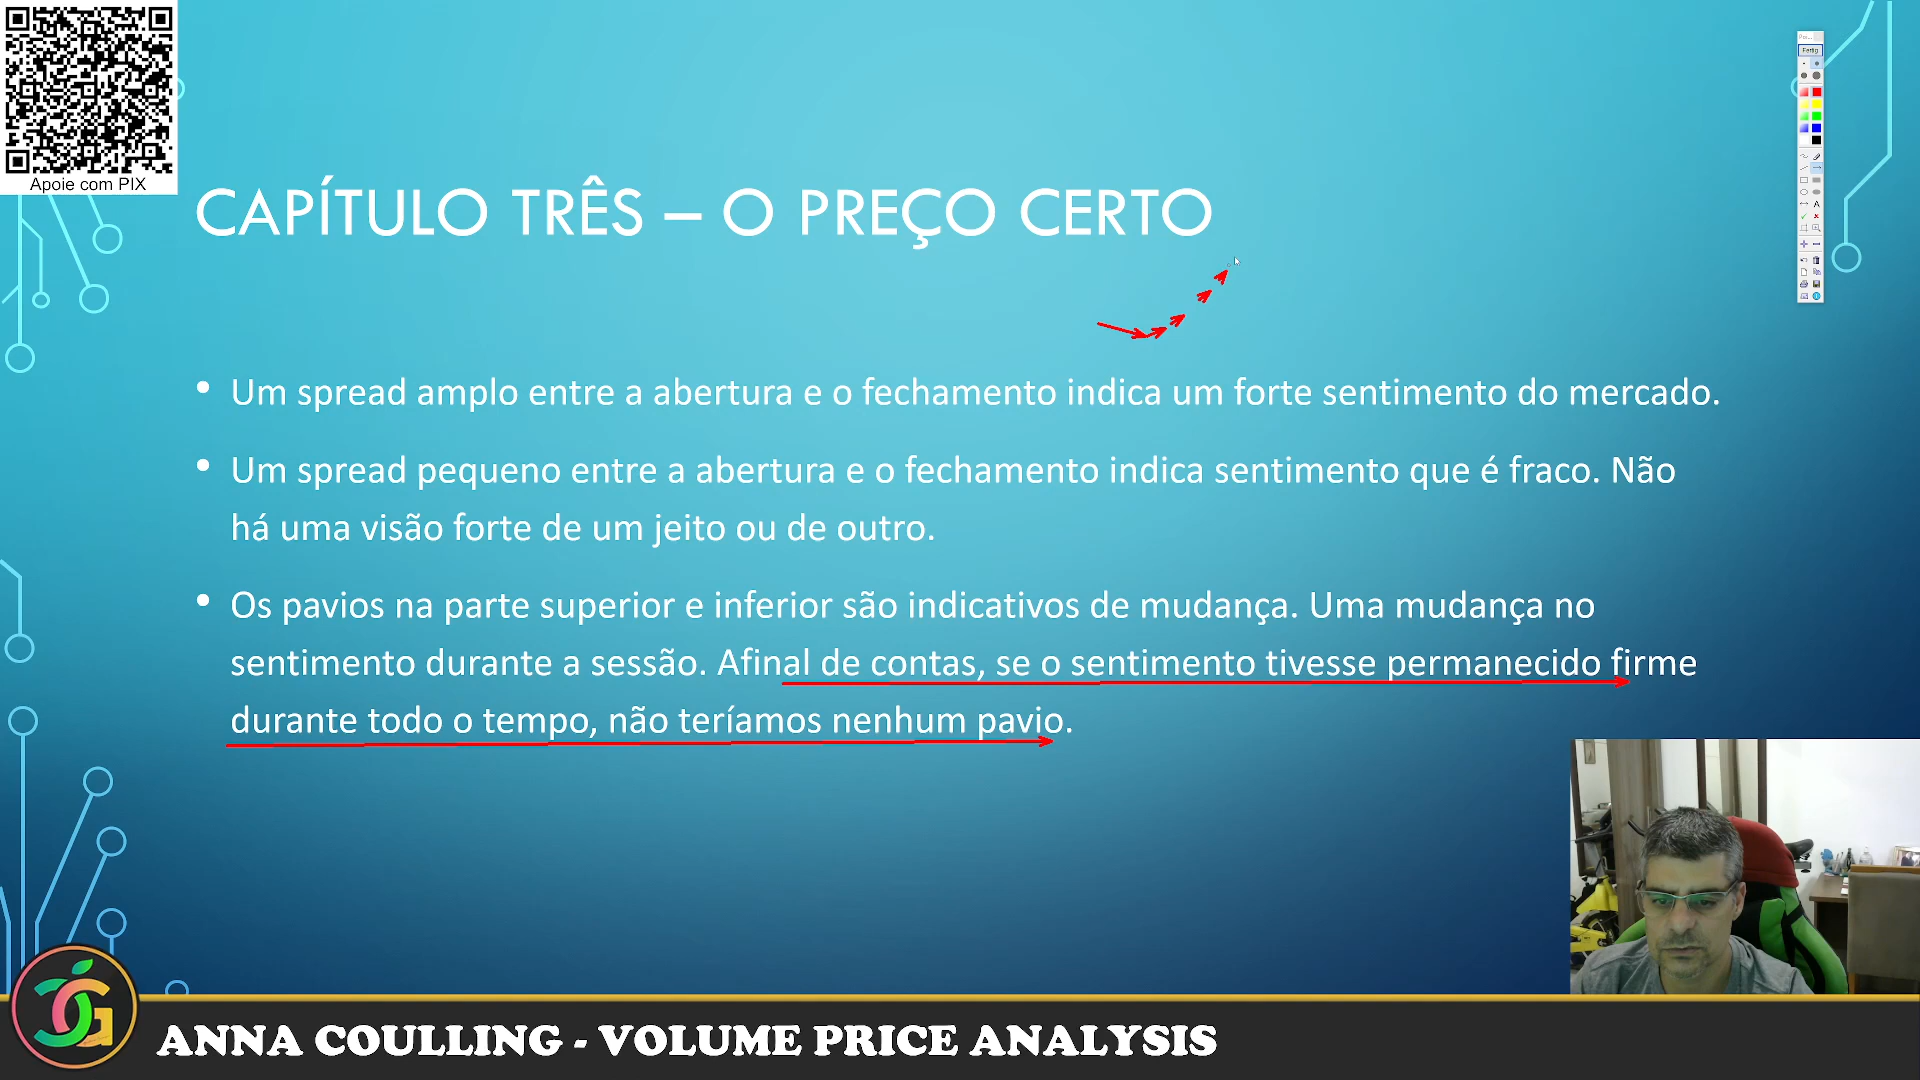 Apoie com PIX
Fertig
CAPÍTULO TRÊS – O PREÇO CERTO
• Um spread amplo entre a abertura e o fechamento indica um forte sentimento do mercado.
• Um spread pequeno entre a abertura e o fechamento indica sentimento que é fraco. Não
há uma visão forte de um jeito ou de outro.
• Os pavios na parte superior e inferior são indicativos de mudança. Uma mudança no
sentimento durante a sessão. Afinal de contas, se o sentimento tivesse permanecido firme
durante todo o tempo, não teríamos nenhum pavio.
ANNA COULLING - VOLUME PRICE ANALYSIS